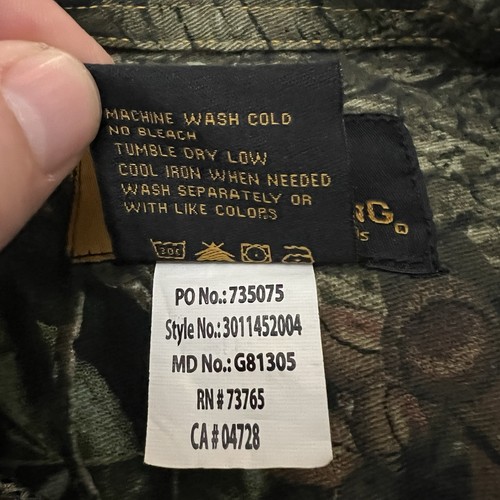 MACHINE WASH COLD
NO BLEACH
TUMBLE DRY LOW
COOL IRON WHEN NEEDED
WASH SEPARATELY OR
WITH LIKE COLORS
NG.
S
PO No.: 735075
Style No.: 3011452004
MD No.: G81305
RN # 73765
CA # 04728